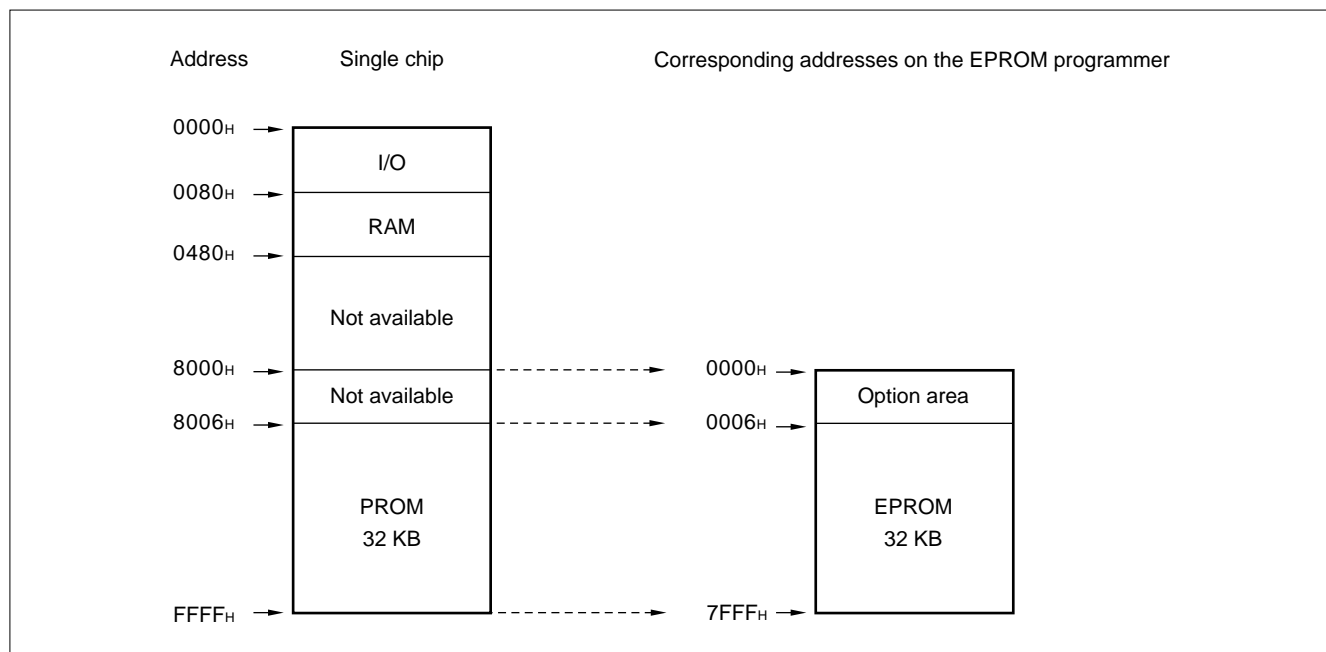 Address Single chip Corresponding addresses on the EPROM programmer
0000H
I/O
0080H
RAM
0480H
Not available
8000H 0000H
Not available Option area
8006H 0006H
PROM EPROM
32 KB 32 KB
FFFFH 7FFFH